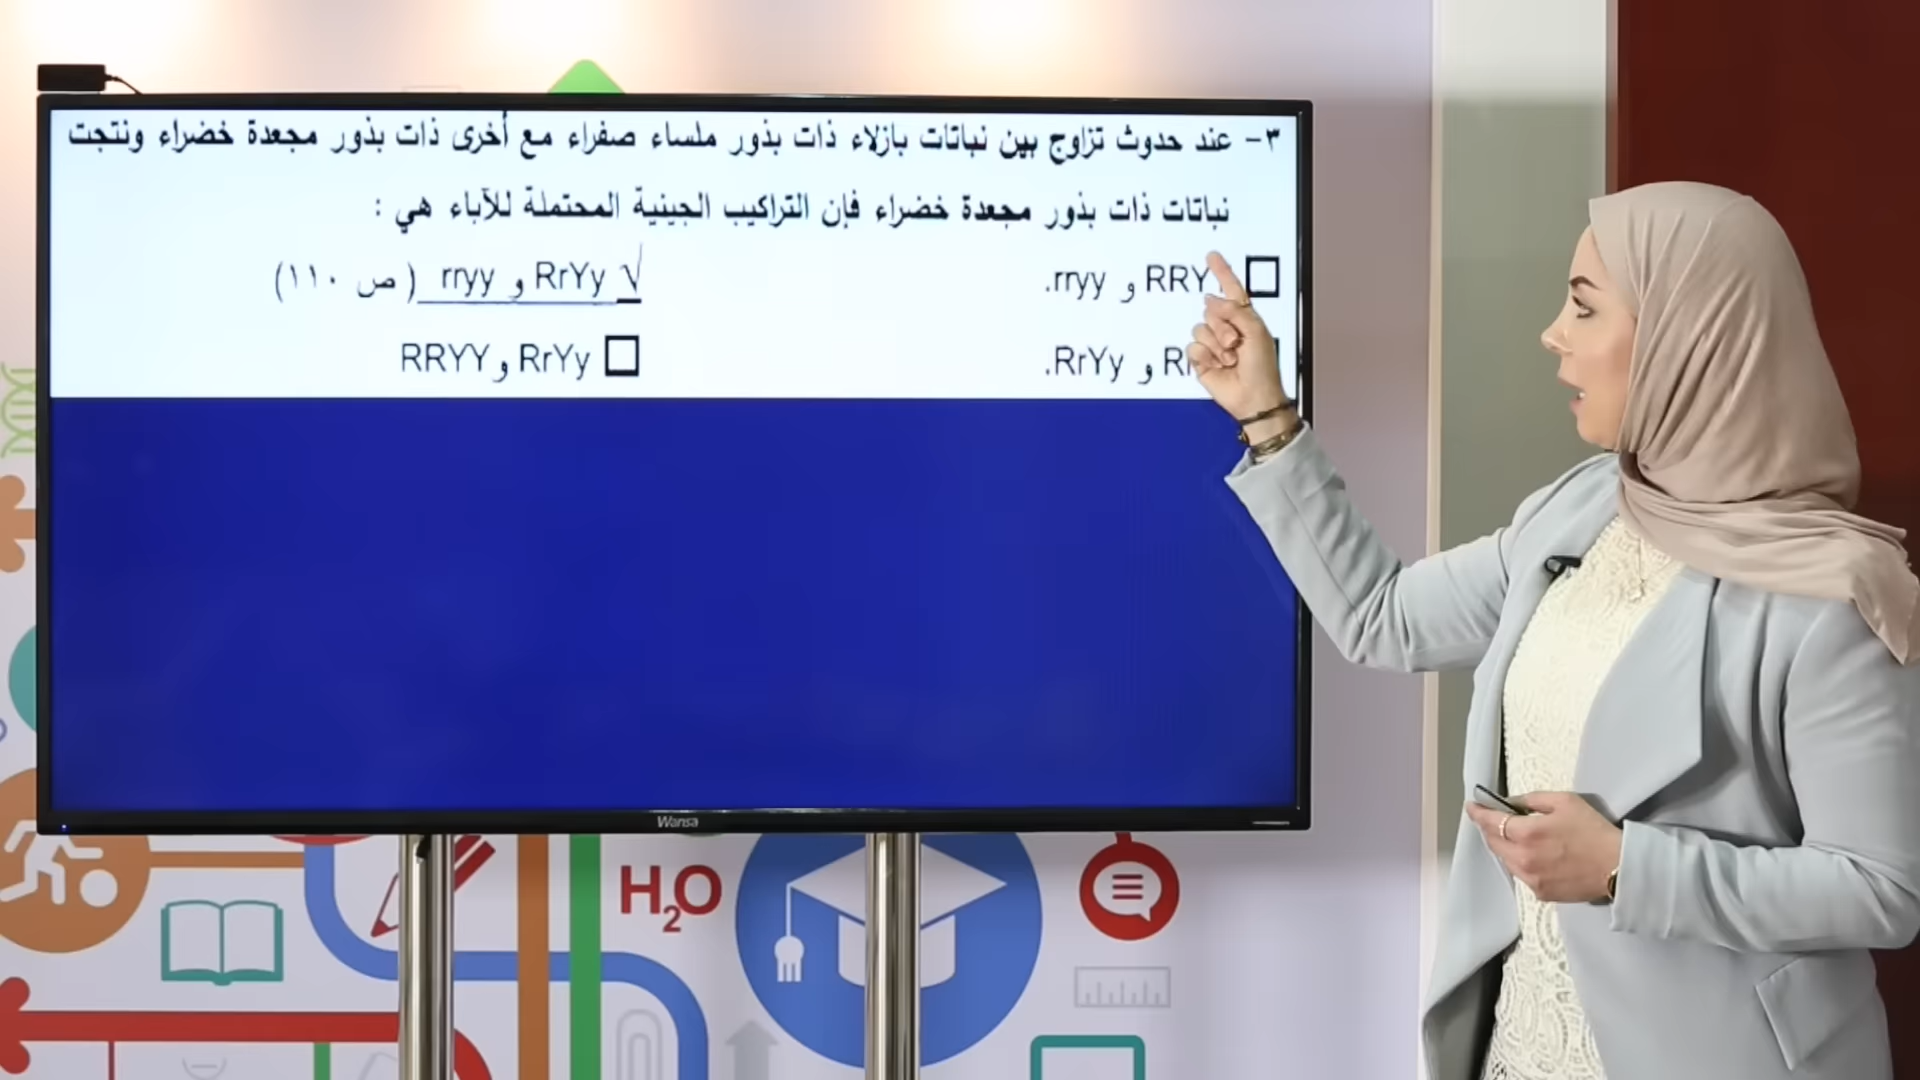 ٣- عند حدوث تزاوج بين نباتات بازلاء ذات بذور ملساء صفراء مع أخرى ذات بذور مجعدة خضراء ونتجت
نباتات ذات بذور مجعدة خضراء فإن التراكيب الجينية المحتملة للآباء هي :
و rryy.
√ RrYy و rryy ( ص ١١٠)
و RrYy.
RrYy و RRYY
Wansa
H2O